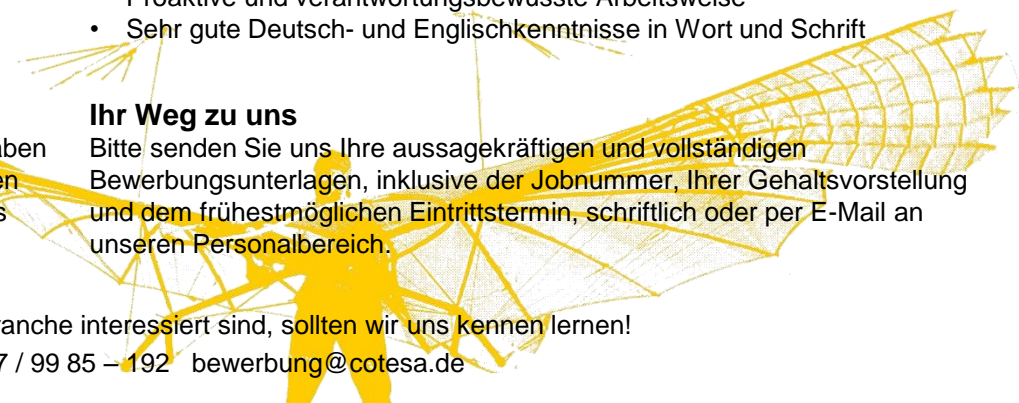 Proaktive und verantwortungsbewusste Arbeitsweise
• Sehr gute Deutsch- und Englischkenntnisse in Wort und Schrift
Ihr Weg zu uns
Bitte senden Sie uns Ihre aussagekräftigen und vollständigen
Bewerbungsunterlagen, inklusive der Jobnummer, Ihrer Gehaltsvorstellung
und dem frühestmöglichen Eintrittstermin, schriftlich oder per E-Mail an
unseren Personalbereich.
ranche interessiert sind, sollten wir uns kennen lernen!
7 / 99 85 – 192 bewerbung@cotesa.de